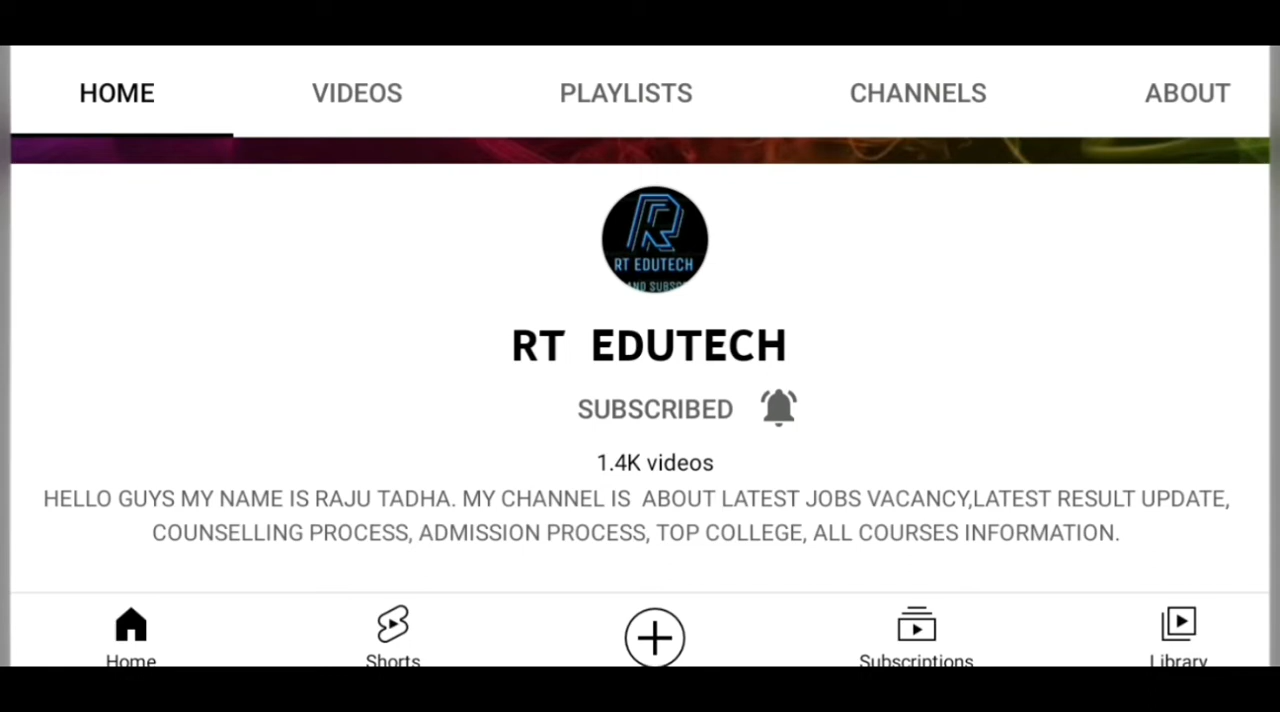 HOME VIDEOS PLAYLISTS CHANNELS ABOUT
RT EDUTECH
AND
RT EDUTECH
SUBSCRIBED
1.4K videos
HELLO GUYS MY NAME IS RAJU TADHA. MY CHANNEL IS ABOUT LATEST JOBS VACANCY,LATEST RESULT UPDATE,
COUNSELLING PROCESS, ADMISSION PROCESS, TOP COLLEGE, ALL COURSES INFORMATION.
Home Shorts Subscriptions Library